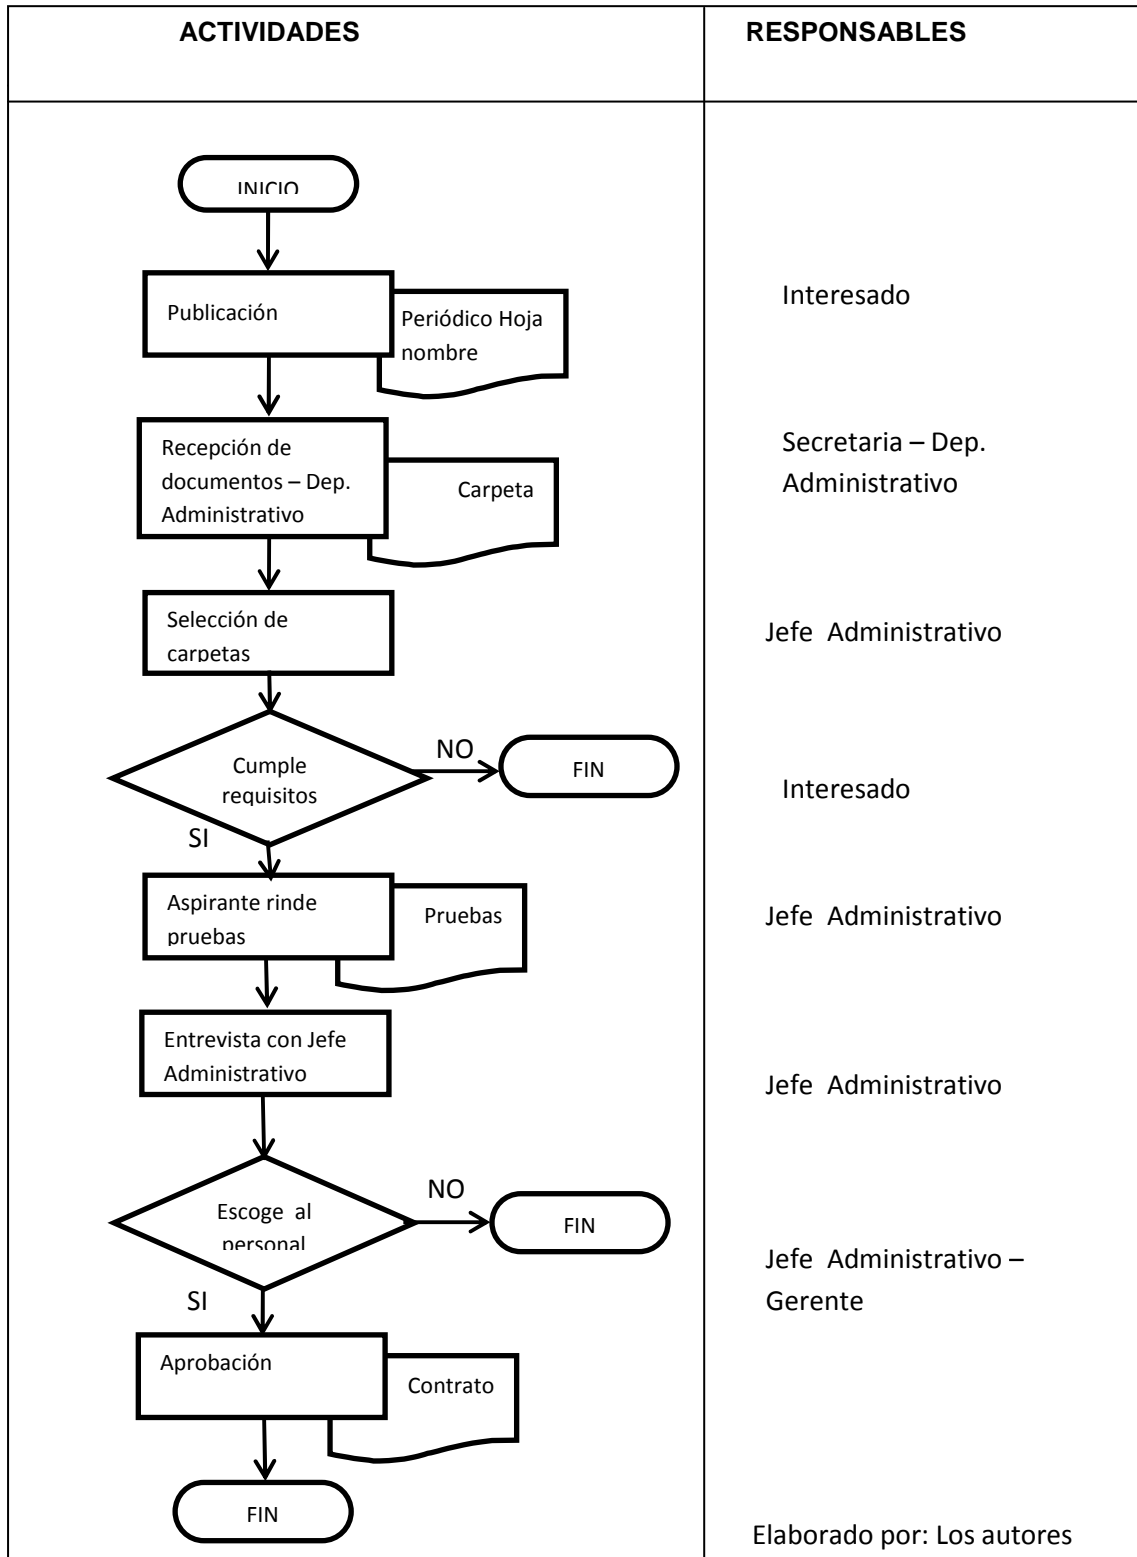 ACTIVIDADES
RESPONSABLES
INICIO
Publicación
Periódico Hoja
nombre
Interesado
Recepción de
documentos – Dep.
Administrativo
Carpeta
Secretaria – Dep.
Administrativo
Selección de
carpetas
Jefe Administrativo
Cumple
requisitos
NO
FIN
Interesado
SI
Aspirante rinde
pruebas
Pruebas
Jefe Administrativo
Entrevista con Jefe
Administrativo
Jefe Administrativo
Escoge al
personal
NO
FIN
Jefe Administrativo –
Gerente
SI
Aprobación
Contrato
FIN
Elaborado por: Los autores